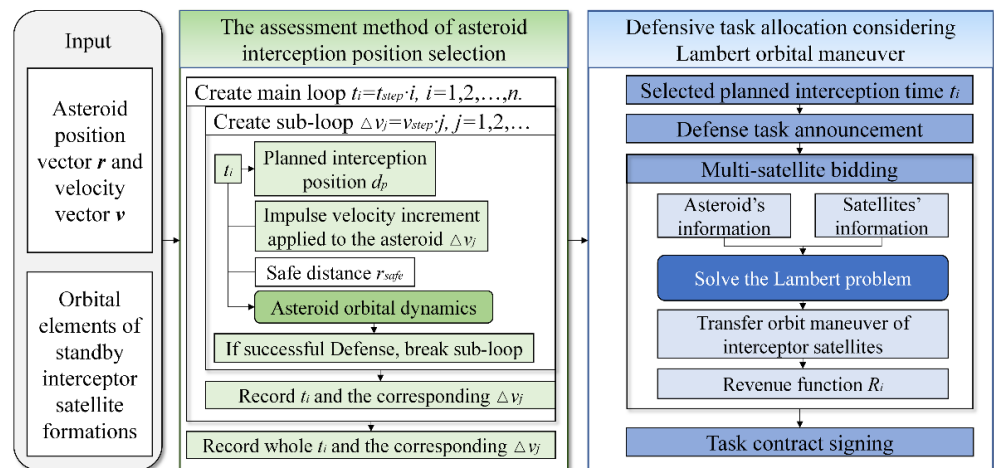 Input
Asteroid
position
vector r and
velocity
vector v
Orbital
elements of
standby
interceptor
satellite
formations
The assessment method of asteroid
interception position selection
Create main loop tᵢ=t_step·i, i=1,2,…,n.
Create sub-loop △vⱼ=v_step·j, j=1,2,…
tᵢ
Planned interception
position dₚ
Impulse velocity increment
applied to the asteroid △vⱼ
Safe distance r_safe
Asteroid orbital dynamics
If successful Defense, break sub-loop
Record tᵢ and the corresponding △vⱼ
Record whole tᵢ and the corresponding △vⱼ
Defensive task allocation considering
Lambert orbital maneuver
Selected planned interception time tᵢ
Defense task announcement
Multi-satellite bidding
Asteroid's
information
Satellites'
information
Solve the Lambert problem
Transfer orbit maneuver of
interceptor satellites
Revenue function Rᵢ
Task contract signing